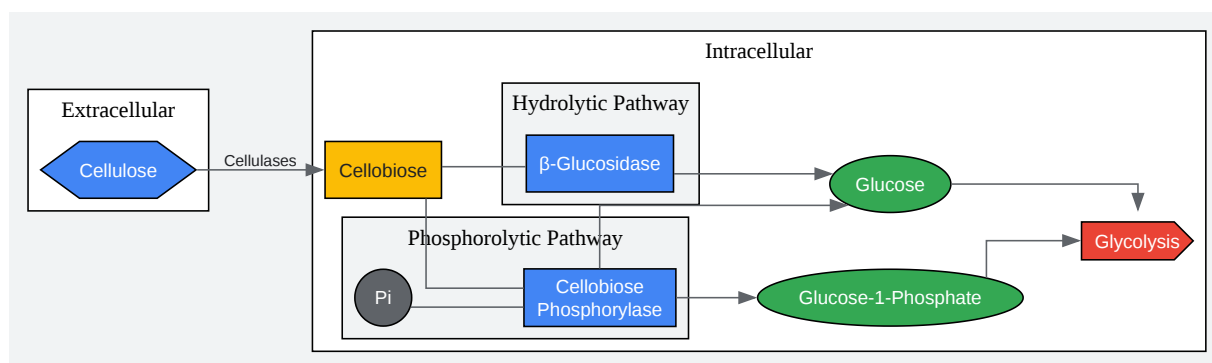 Intracellular
Extracellular
Hydrolytic Pathway
Cellulose
Cellulases
Cellobiose
β-Glucosidase
Glucose
Phosphorolytic Pathway
Glycolysis
Pi
Cellobiose
Phosphorylase
Glucose-1-Phosphate